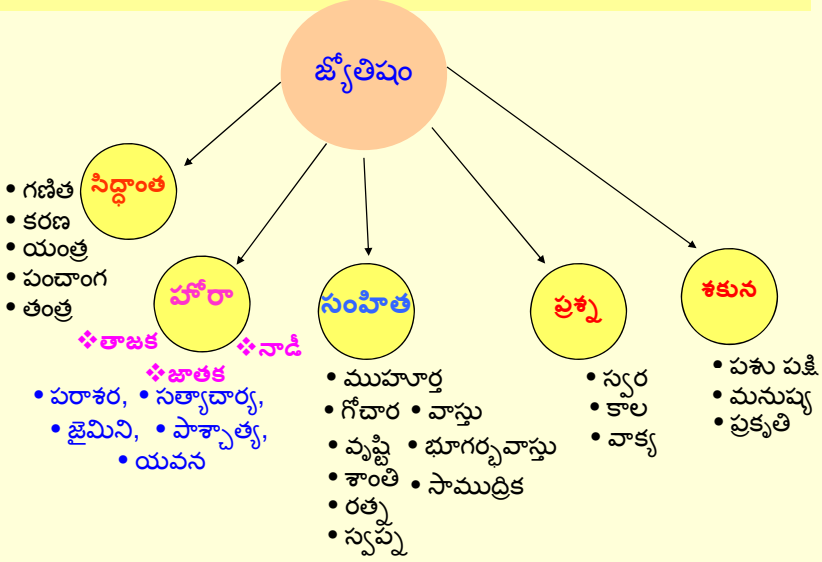 జ్యోతిషం
సిద్ధాంత
• గణిత
• కరణ
• యంత్ర
• పంచాంగ
• తంత్ర
హోరా
❖తాజక
❖నాడీ
❖జాతక
• పరాశర, • సత్యాచార్య,
• జైమిని, • పాశ్చాత్య,
• యవన
సంహిత
• ముహూర్త
• గోచార • వాస్తు
• వృష్టి • భూగర్భవాస్తు
• శాంతి • సాముద్రిక
• రత్న
• స్వప్న
ప్రశ్న
• స్వర
• కాల
• వాక్య
శకున
• పశు పక్షి
• మనుష్య
• ప్రకృతి